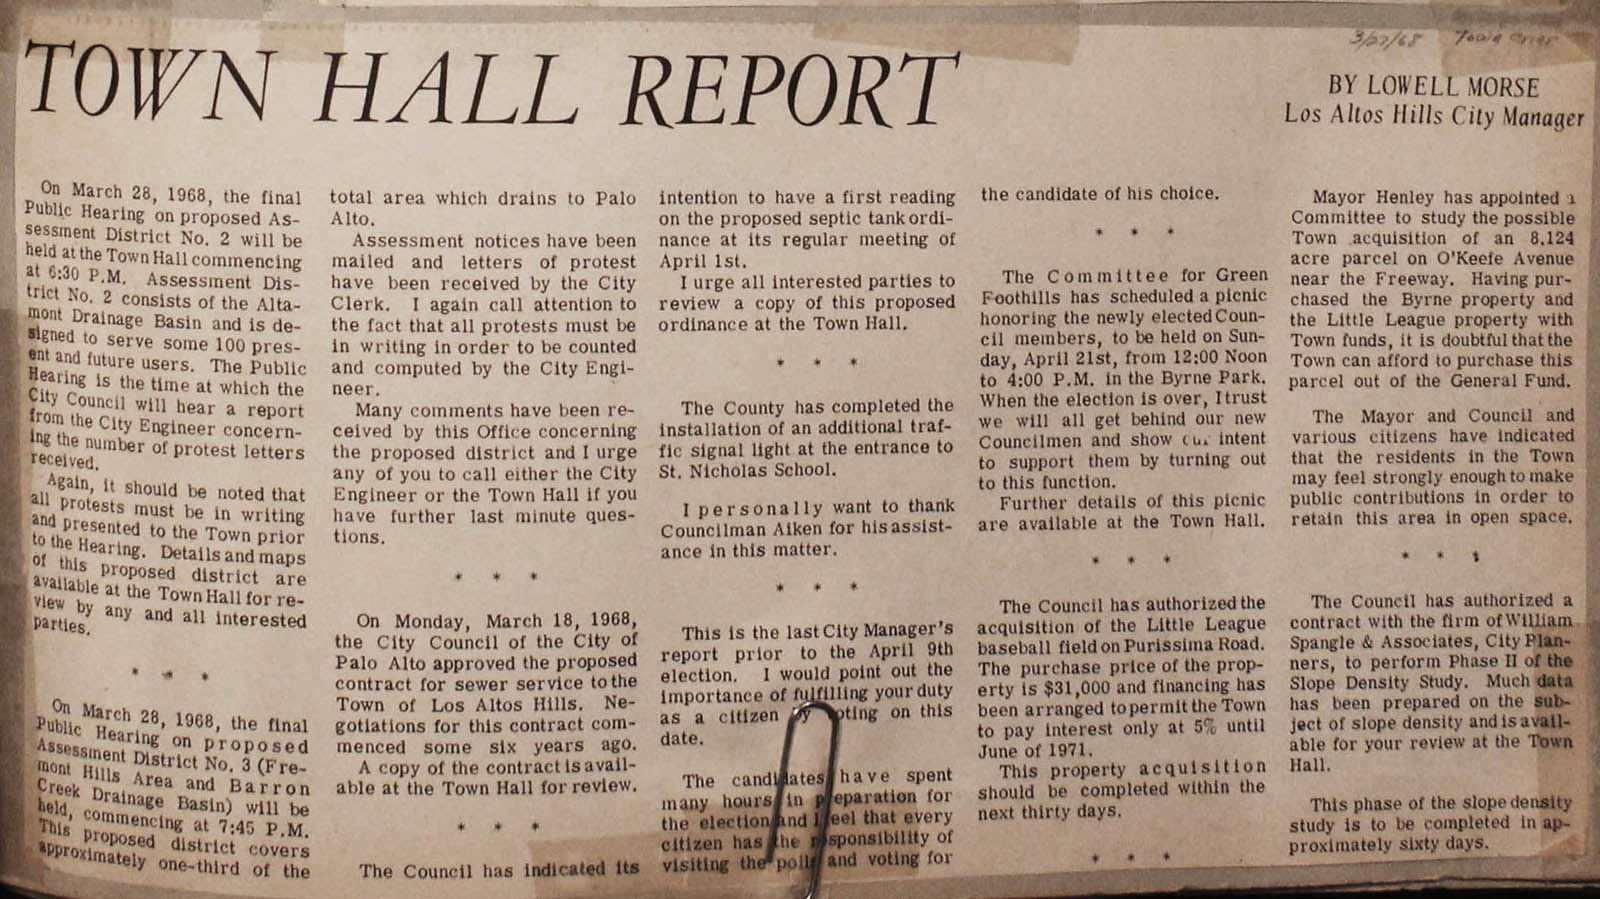 TOWN HALL REPORT
3/27/68 Town Crier
BY LOWELL MORSE
Los Altos Hills City Manager
On March 28, 1968, the final
Public Hearing on proposed As-
sessment District No. 2 will be
held at the Town Hall commencing
at 6:30 P.M. Assessment Dis-
trict No. 2 consists of the Alta-
mont Drainage Basin and is de-
signed to serve some 100 pres-
ent and future users. The Public
Hearing is the time at which the
City Council will hear a report
from the City Engineer concern-
ing the number of protest letters
received.
Again, it should be noted that
all protests must be in writing
and presented to the Town prior
to the Hearing. Details and maps
of this proposed district are
available at the Town Hall for re-
view by any and all interested
parties.
* * *
On March 28, 1968, the final
Public Hearing on proposed
Assessment District No. 3 (Fre-
mont Hills Area and Barron
Creek Drainage Basin) will be
held, commencing at 7:45 P.M.
This proposed district covers
approximately one-third of the
total area which drains to Palo
Alto.
Assessment notices have been
mailed and letters of protest
have been received by the City
Clerk. I again call attention to
the fact that all protests must be
in writing in order to be counted
and computed by the City Engi-
neer.
Many comments have been re-
ceived by this Office concerning
the proposed district and I urge
any of you to call either the City
Engineer or the Town Hall if you
have further last minute ques-
tions.
* * *
On Monday, March 18, 1968,
the City Council of the City of
Palo Alto approved the proposed
contract for sewer service to the
Town of Los Altos Hills. Ne-
gotiations for this contract com-
menced some six years ago.
A copy of the contract is avail-
able at the Town Hall for review.
* * *
The Council has indicated its
intention to have a first reading
on the proposed septic tank ordi-
nance at its regular meeting of
April 1st.
I urge all interested parties to
review a copy of this proposed
ordinance at the Town Hall.
* * *
The County has completed the
installation of an additional traf-
fic signal light at the entrance to
St. Nicholas School.
I personally want to thank
Councilman Aiken for his assist-
ance in this matter.
* * *
This is the last City Manager's
report prior to the April 9th
election. I would point out the
importance of fulfilling your duty
as a citizen by voting on this
date.
The candidates have spent
many hours in preparation for
the election and I feel that every
citizen has the responsibility of
visiting the polls and voting for
the candidate of his choice.
* * *
The Committee for Green
Foothills has scheduled a picnic
honoring the newly elected Coun-
cil members, to be held on Sun-
day, April 21st, from 12:00 Noon
to 4:00 P.M. in the Byrne Park.
When the election is over, I trust
we will all get behind our new
Councilmen and show our intent
to support them by turning out
to this function.
Further details of this picnic
are available at the Town Hall.
* * *
The Council has authorized the
acquisition of the Little League
baseball field on Purissima Road.
The purchase price of the prop-
erty is $31,000 and financing has
been arranged to permit the Town
to pay interest only at 5% until
June of 1971.
This property acquisition
should be completed within the
next thirty days.
* * *
Mayor Henley has appointed a
Committee to study the possible
Town acquisition of an 8.124
acre parcel on O'Keefe Avenue
near the Freeway. Having pur-
chased the Byrne property and
the Little League property with
Town funds, it is doubtful that the
Town can afford to purchase this
parcel out of the General Fund.
The Mayor and Council and
various citizens have indicated
that the residents in the Town
may feel strongly enough to make
public contributions in order to
retain this area in open space.
* * *
The Council has authorized a
contract with the firm of William
Spangle & Associates, City Plan-
ners, to perform Phase II of the
Slope Density Study. Much data
has been prepared on the sub-
ject of slope density and is avail-
able for your review at the Town
Hall.
This phase of the slope density
study is to be completed in ap-
proximately sixty days.